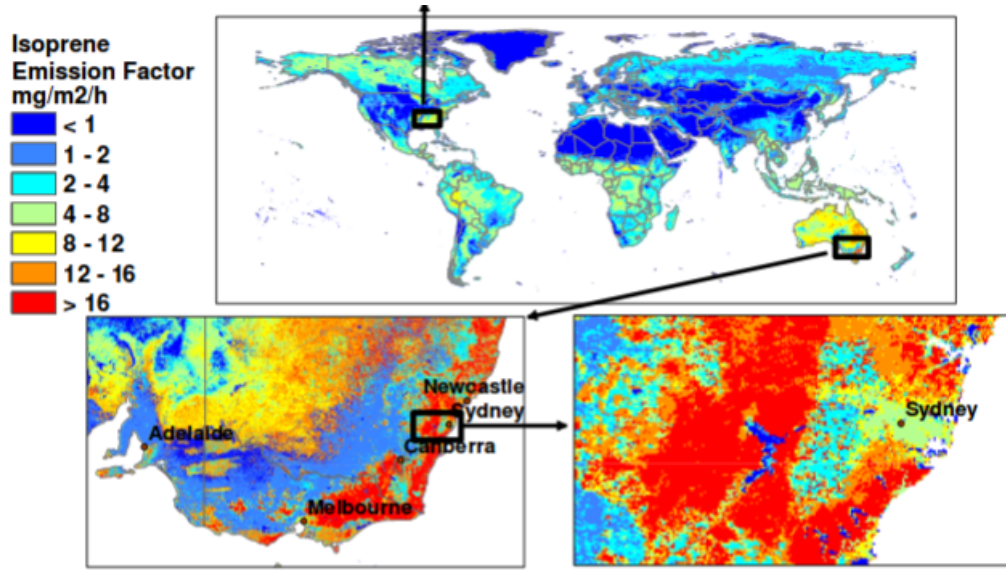 Isoprene
Emission Factor
mg/m2/h
< 1
1 - 2
2 - 4
4 - 8
8 - 12
12 - 16
> 16
Newcastle
Sydney
Adelaide
Canberra
Melbourne
Sydney